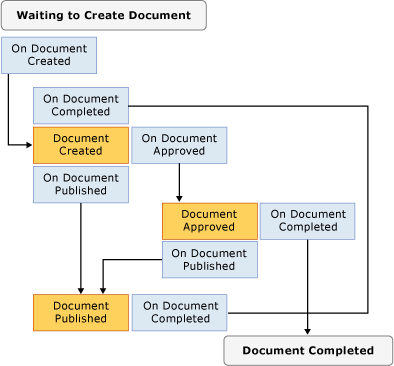 Waiting to Create Document
On Document
Created
On Document
Completed
Document
Created
On Document
Approved
On Document
Published
Document
Approved
On Document
Completed
On Document
Published
Document
Published
On Document
Completed
Document Completed